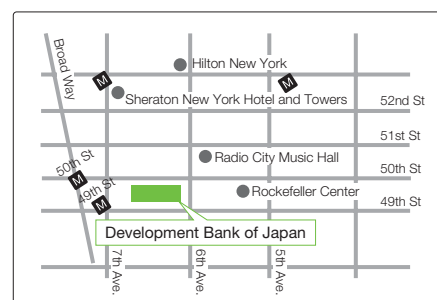 Broad Way
Hilton New York
M
M
Sheraton New York Hotel and Towers
52nd St
51st St
50th St
Radio City Music Hall
50th St
M
49th St
Rockefeller Center
M
49th St
Development Bank of Japan
7th Ave.
6th Ave.
5th Ave.